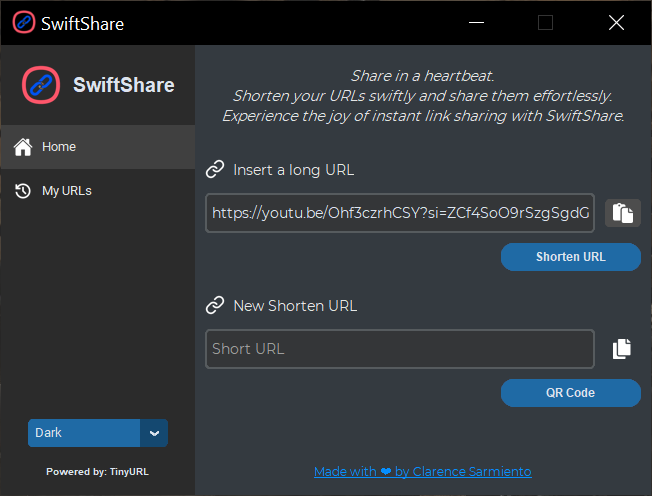 SwiftShare
SwiftShare
Home
My URLs
Dark
Powered by: TinyURL
Share in a heartbeat.
Shorten your URLs swiftly and share them effortlessly.
Experience the joy of instant link sharing with SwiftShare.
Insert a long URL
https://youtu.be/Ohf3czrhCSY?si=ZCf4SoO9rSzgSgdG
Shorten URL
New Shorten URL
Short URL
QR Code
Made with ❤ by Clarence Sarmiento